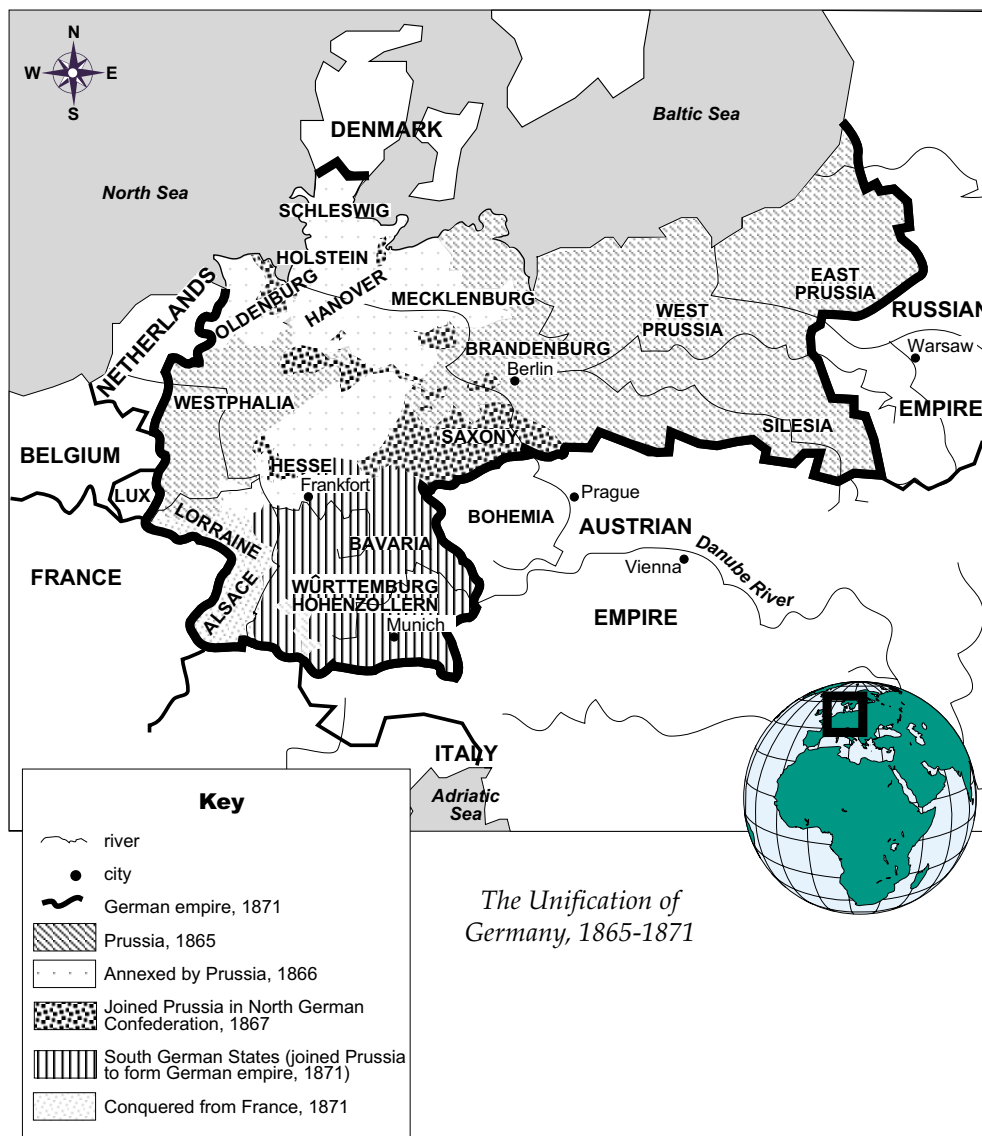 N
W E
S
DENMARK
Baltic Sea
North Sea
SCHLESWIG
HOLSTEIN
NETHERLANDS
OLDENBURG
HANOVER
MECKLENBURG
EAST
PRUSSIA
WEST
PRUSSIA
RUSSIAN
Warsaw
EMPIRE
BRANDENBURG
Berlin
WESTPHALIA
SILESIA
BELGIUM
SAXONY
HESSE
Frankfort
LUX
Prague
BOHEMIA
AUSTRIAN
LORRAINE
BAVARIA
FRANCE
Vienna
Danube River
ALSACE
WÛRTTEMBURG
HOHENZOLLERN
Munich
EMPIRE
ITALY
Adriatic
Sea
Key
river
city
German empire, 1871
Prussia, 1865
Annexed by Prussia, 1866
Joined Prussia in North German
Confederation, 1867
South German States (joined Prussia
to form German empire, 1871)
Conquered from France, 1871
The Unification of
Germany, 1865-1871